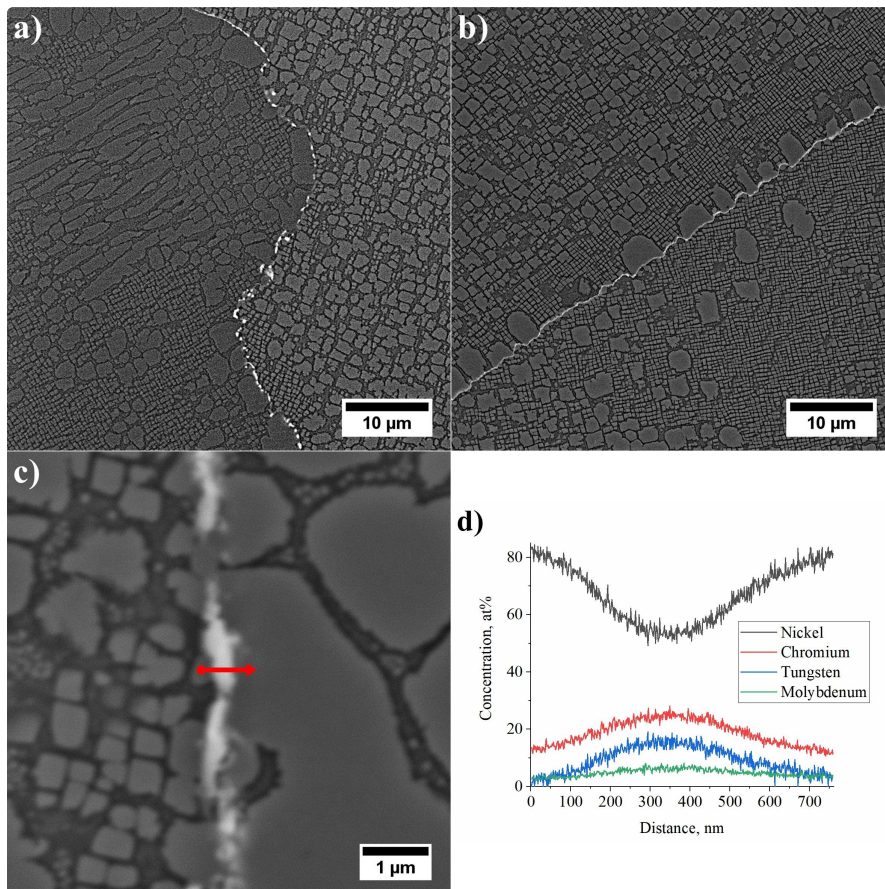 a)
b)
10 µm
10 µm
c)
1 µm
d)
80
60
40
20
0
Concentration, at%
Nickel
Chromium
Tungsten
Molybdenum
0 100 200 300 400 500 600 700
Distance, nm